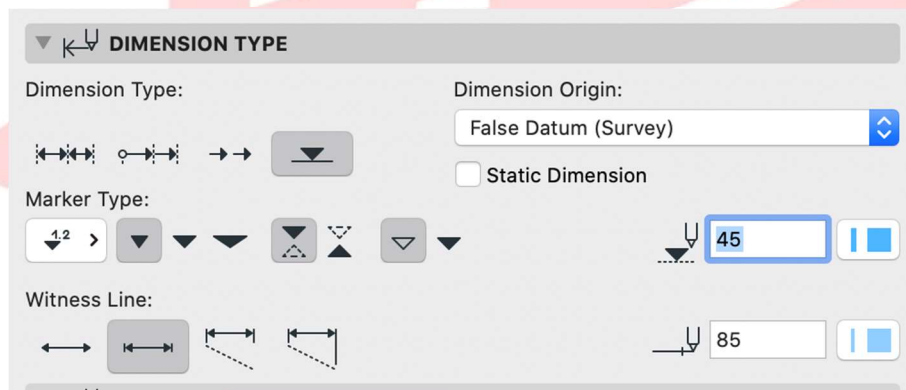 DIMENSION TYPE
Dimension Type:
Dimension Origin:
False Datum (Survey)
Static Dimension
Marker Type:
1.2
45
Witness Line:
85